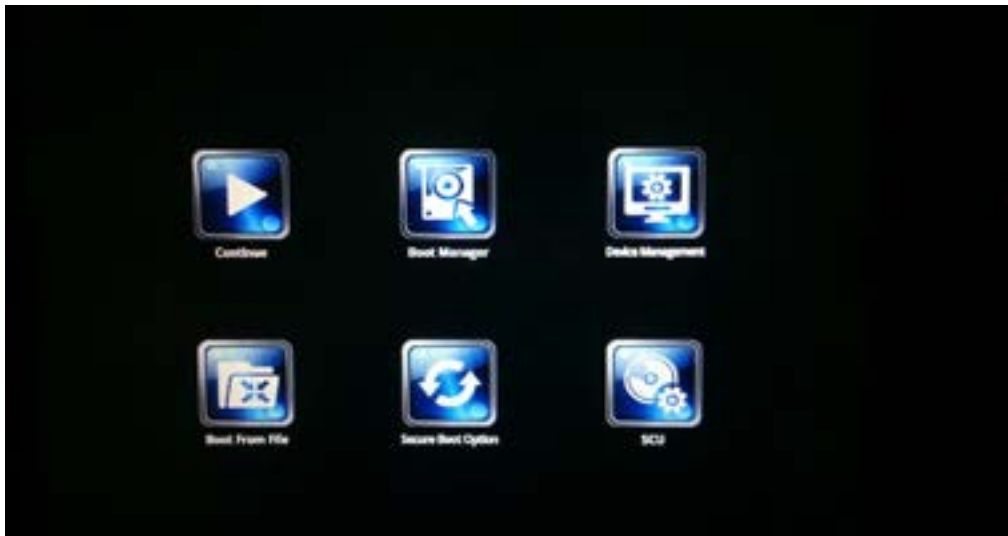 Continue
Boot Manager
Device Management
Boot From File
Secure Boot Option
SCU